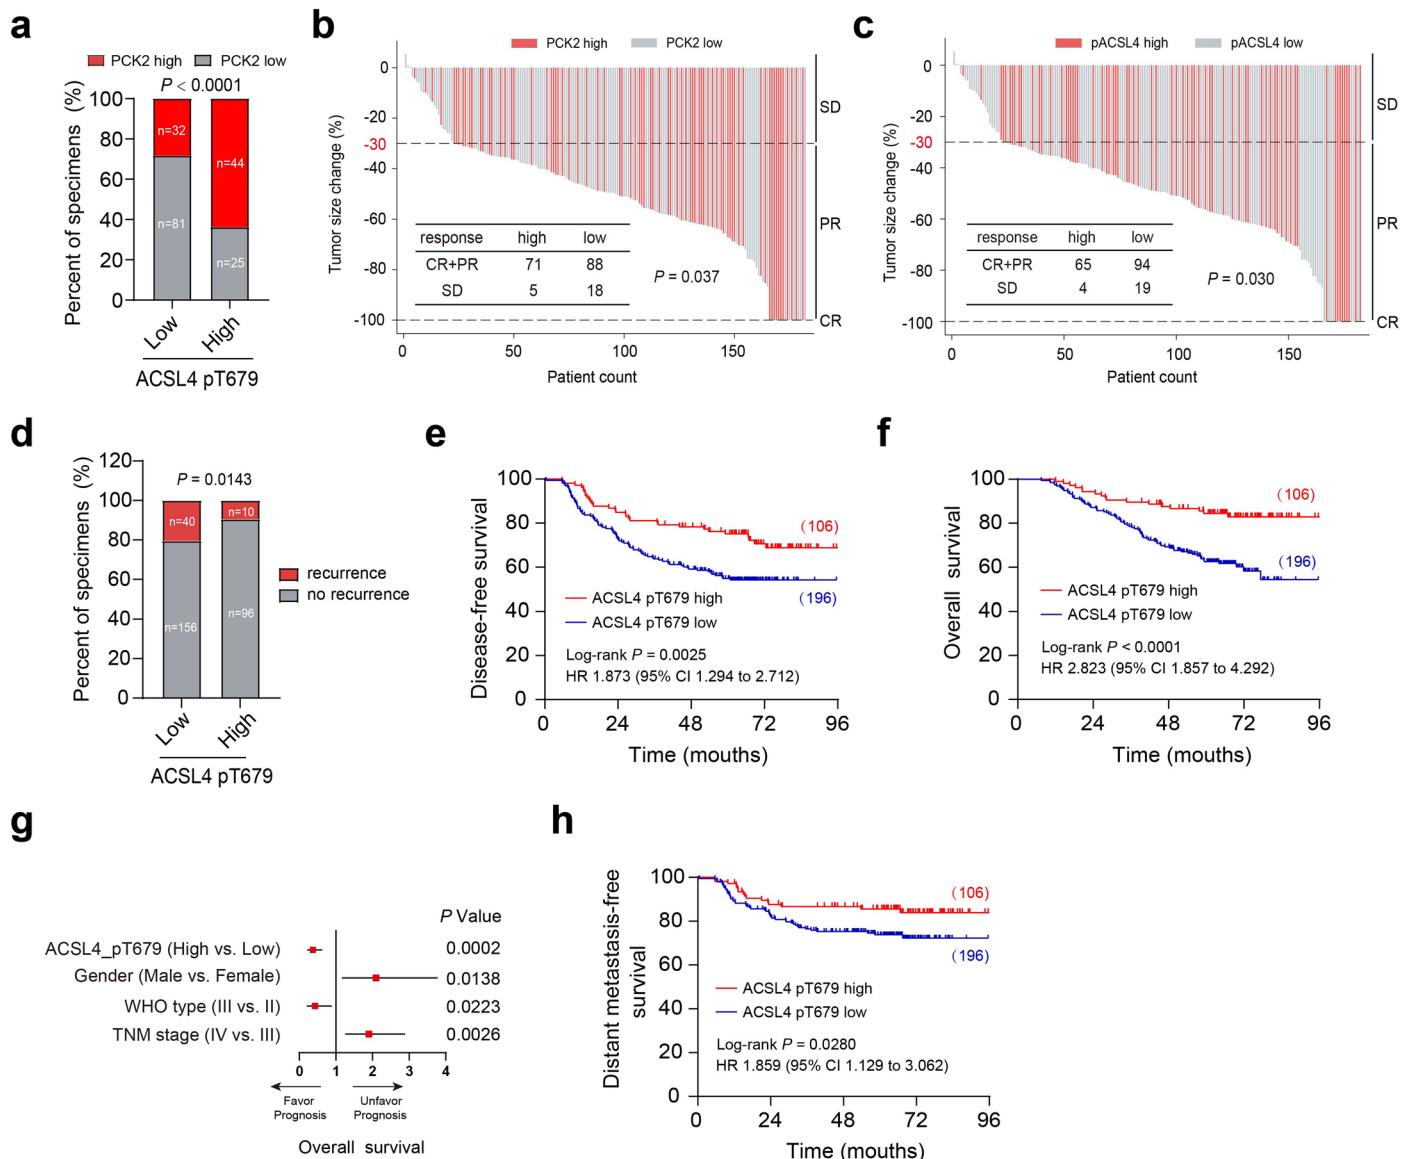 a
PCK2 high PCK2 low
P < 0.0001
Percent of specimens (%)
100
80
60
40
20
0
n=32
n=81
n=44
n=25
Low High
ACSL4 pT679
b
PCK2 high PCK2 low
Tumor size change (%)
0
-20
-30
-40
-60
-80
-100
SD
PR
CR
response high low
CR+PR 71 88
SD 5 18
P = 0.037
0 50 100 150
Patient count
c
pACSL4 high pACSL4 low
Tumor size change (%)
0
-20
-30
-40
-60
-80
-100
SD
PR
CR
response high low
CR+PR 65 94
SD 4 19
P = 0.030
0 50 100 150
Patient count
d
Percent of specimens (%)
120
100
80
60
40
20
0
P = 0.0143
n=40
n=156
n=10
n=96
recurrence
no recurrence
Low High
ACSL4 pT679
e
Disease-free survival
100
80
60
40
20
0
(106)
(196)
ACSL4 pT679 high
ACSL4 pT679 low
Log-rank P = 0.0025
HR 1.873 (95% CI 1.294 to 2.712)
0 24 48 72 96
Time (mouths)
f
Overall survival
100
80
60
40
20
0
(106)
(196)
ACSL4 pT679 high
ACSL4 pT679 low
Log-rank P < 0.0001
HR 2.823 (95% CI 1.857 to 4.292)
0 24 48 72 96
Time (mouths)
g
P Value
ACSL4_pT679 (High vs. Low) 0.0002
Gender (Male vs. Female) 0.0138
WHO type (III vs. II) 0.0223
TNM stage (IV vs. III) 0.0026
0 1 2 3 4
Favor Unfavor
Prognosis Prognosis
Overall survival
h
Distant metastasis-free
survival
100
80
60
40
20
0
(106)
(196)
ACSL4 pT679 high
ACSL4 pT679 low
Log-rank P = 0.0280
HR 1.859 (95% CI 1.129 to 3.062)
0 24 48 72 96
Time (mouths)